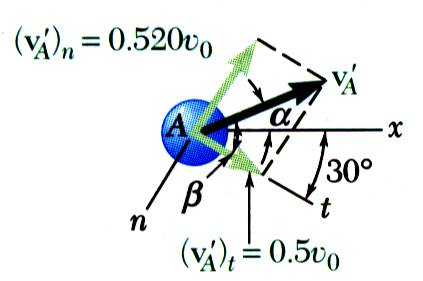 (v′A)n = 0.520v0
v′A
A
α
x
β
30°
n
t
(v′A)t = 0.5v0